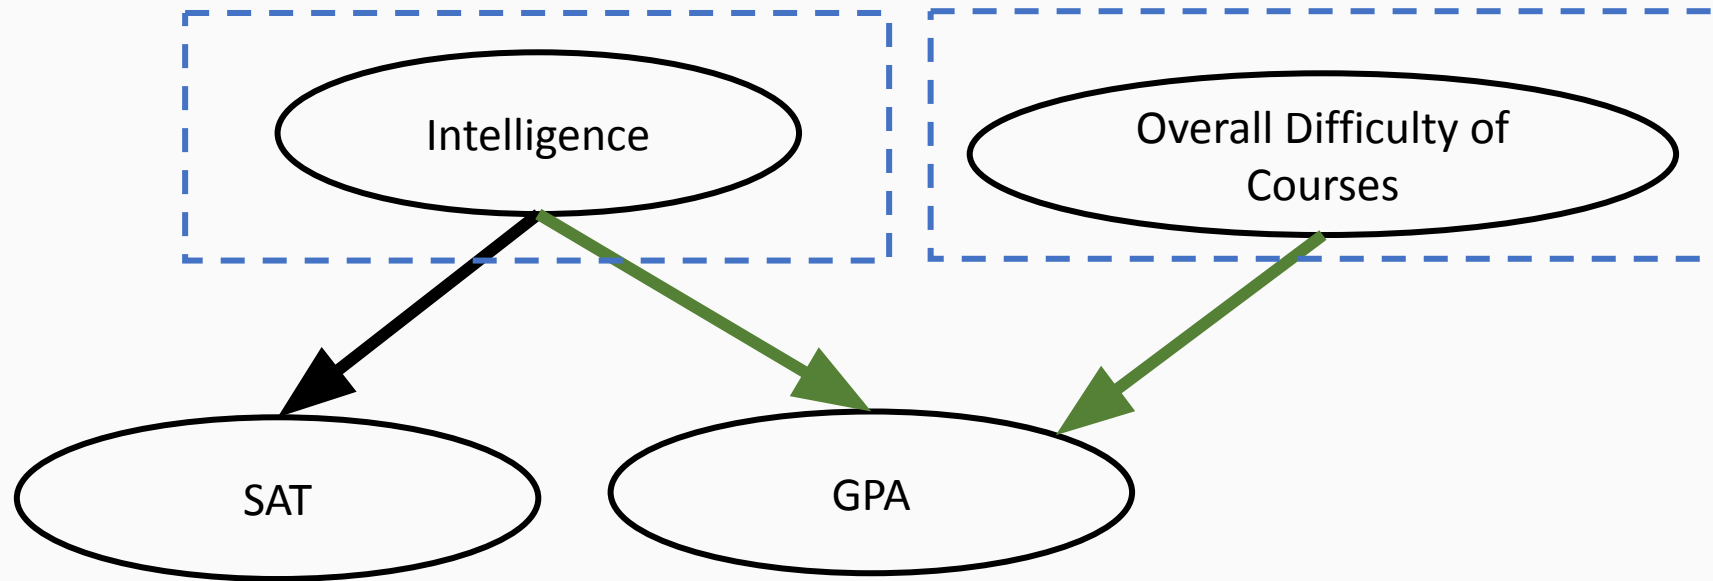 Intelligence
Overall Difficulty of
Courses
SAT
GPA